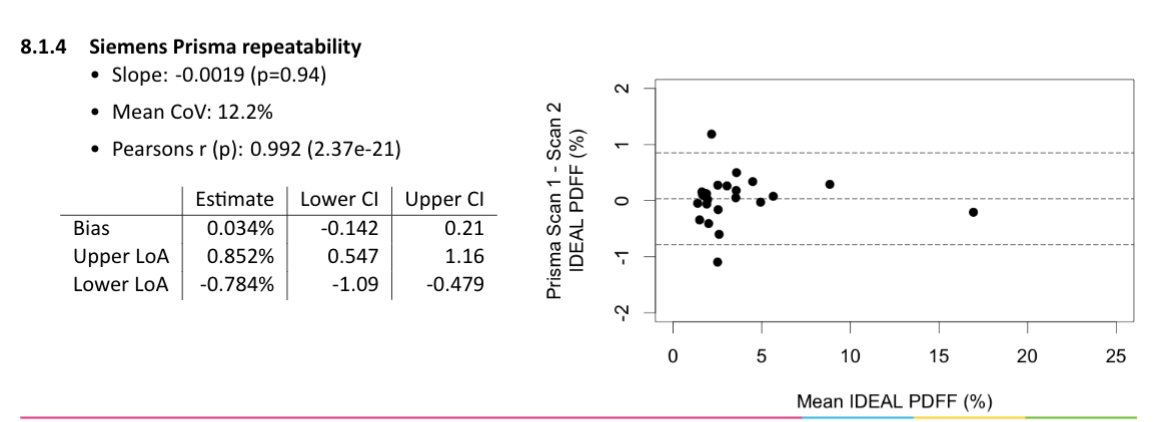 8.1.4 Siemens Prisma repeatability
• Slope: -0.0019 (p=0.94)
• Mean CoV: 12.2%
• Pearsons r (p): 0.992 (2.37e-21)
Estimate Lower CI Upper CI
Bias 0.034% -0.142 0.21
Upper LoA 0.852% 0.547 1.16
Lower LoA -0.784% -1.09 -0.479
Prisma Scan 1 - Scan 2
IDEAL PDFF (%)
2
1
0
-1
-2
0 5 10 15 20 25
Mean IDEAL PDFF (%)